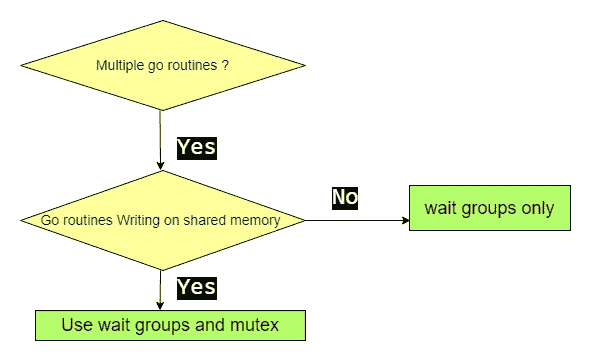 Multiple go routines ?
Yes
Go routines Writing on shared memory
No
wait groups only
Yes
Use wait groups and mutex